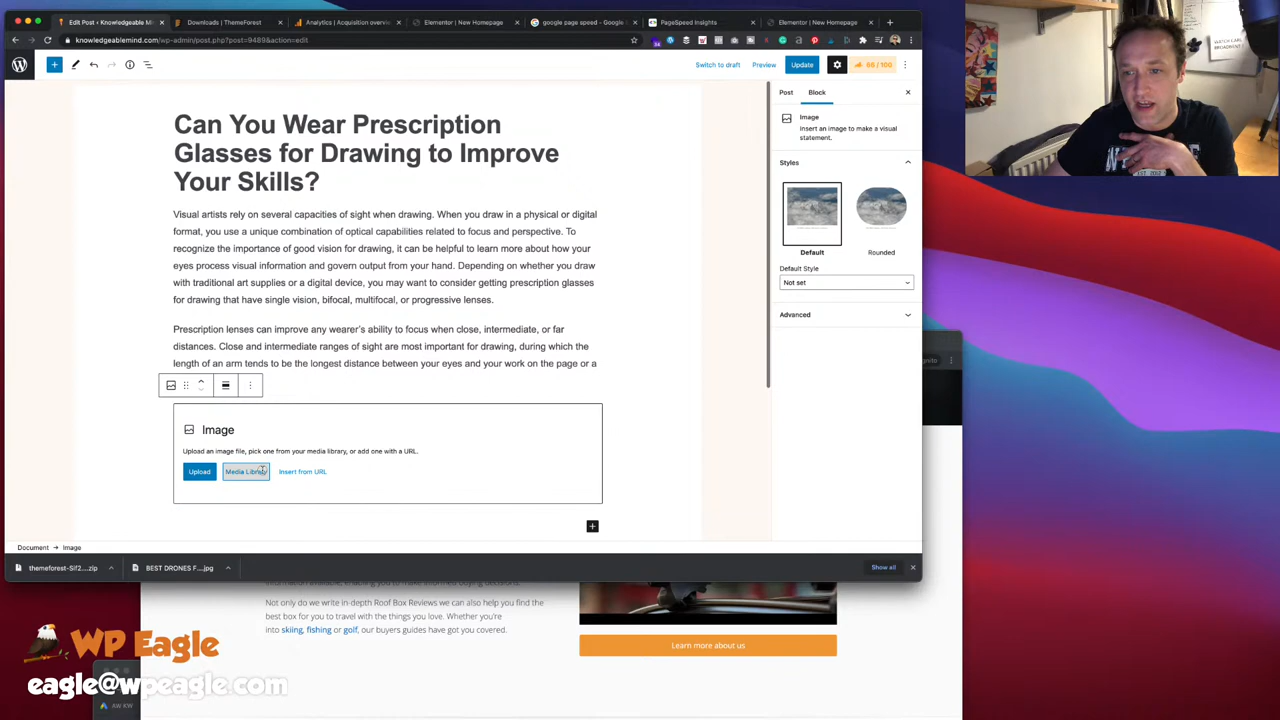 Edit Post ‹ Knowledgeable Mi
Downloads | ThemeForest
Analytics | Acquisition overvie
Elementor | New Homepage
google page speed - Google S
PageSpeed Insights
Elementor | New Homepage
knowledgeablemind.com/wp-admin/post.php?post=9489&action=edit
Switch to draft
Preview
Update
66 / 100
Post
Block
Image
Insert an image to make a visual
statement.
Styles
Default
Rounded
Default Style
Not set
Advanced
Can You Wear Prescription
Glasses for Drawing to Improve
Your Skills?
Visual artists rely on several capacities of sight when drawing. When you draw in a physical or digital
format, you use a unique combination of optical capabilities related to focus and perspective. To
recognize the importance of good vision for drawing, it can be helpful to learn more about how your
eyes process visual information and govern output from your hand. Depending on whether you draw
with traditional art supplies or a digital device, you may want to consider getting prescription glasses
for drawing that have single vision, bifocal, multifocal, or progressive lenses.
Prescription lenses can improve any wearer's ability to focus when close, intermediate, or far
distances. Close and intermediate ranges of sight are most important for drawing, during which the
length of an arm tends to be the longest distance between your eyes and your work on the page or a
Image
Upload an image file, pick one from your media library, or add one with a URL.
Upload
Media Library
Insert from URL
Document → Image
themeforest-Sif2....zip
BEST DRONES F....jpg
Show all
Not only do we write in-depth Roof Box Reviews we can also help you find the
best box for you to travel with the things you love. Whether you're
into skiing, fishing or golf, our buyers guides have got you covered.
Learn more about us
WP Eagle
eagle@wpeagle.com
AW KW